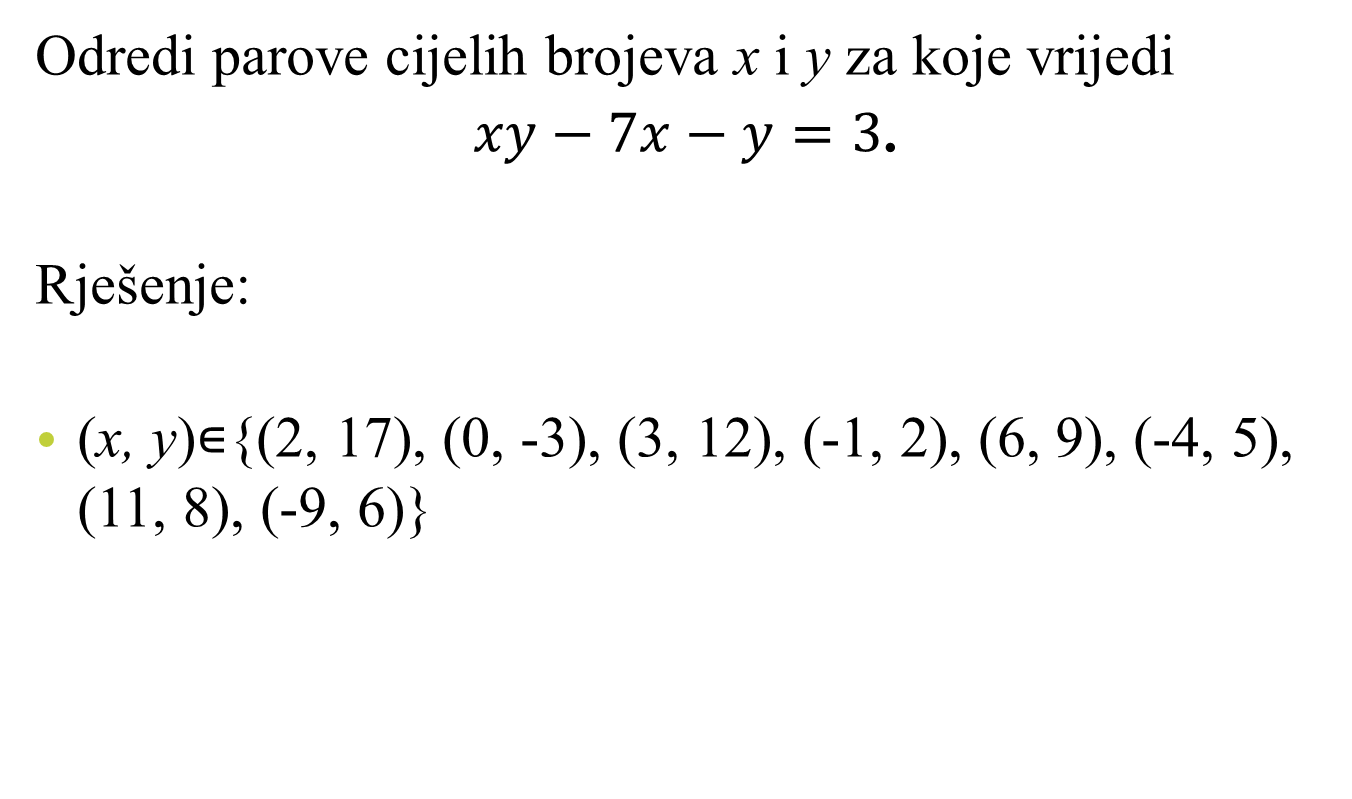 Odredi parove cijelih brojeva x i y za koje vrijedi
xy − 7x − y = 3.
Rješenje:
• (x, y)∈{(2, 17), (0, -3), (3, 12), (-1, 2), (6, 9), (-4, 5),
(11, 8), (-9, 6)}